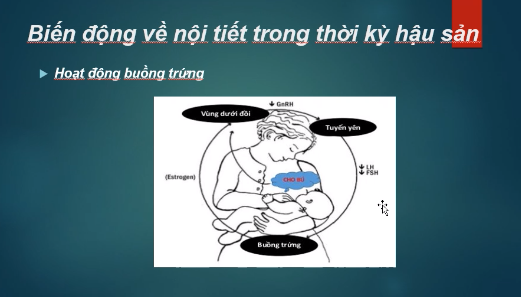 Biến động về nội tiết trong thời kỳ hậu sản
Hoạt động buồng trứng
↓ GnRH
Vùng dưới đồi
Tuyến yên
CHO BÚ
(Estrogen)
↓ LH
↓ FSH
Buồng trứng